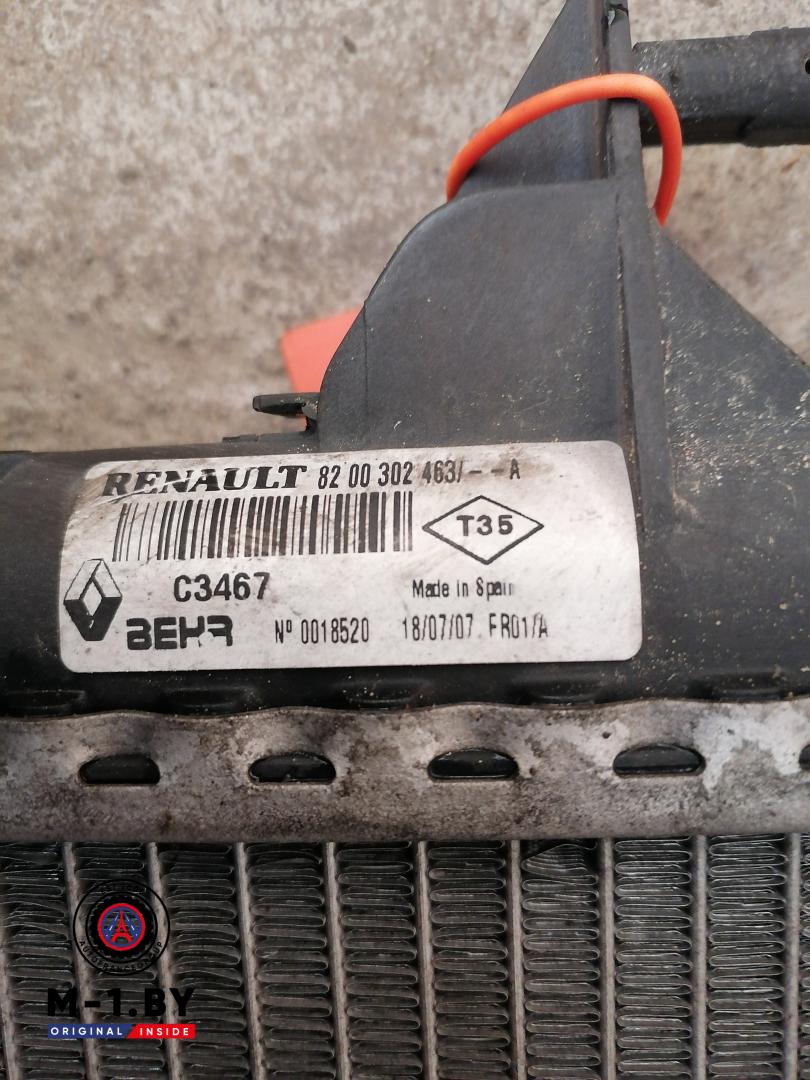 RENAULT 82 00 302 463/--A
T35
C3467
Made in Spain
BEHR Nº 0018520 18/07/07 FR01/A
M-1.BY
ORIGINAL INSIDE